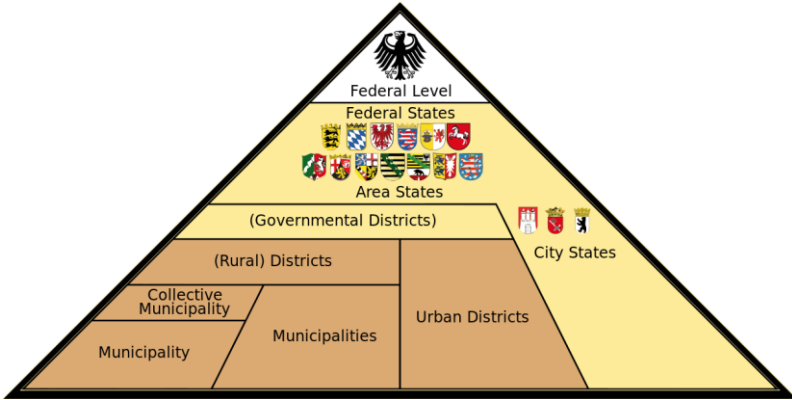 Federal Level
Federal States
Area States
(Governmental Districts)
City States
(Rural) Districts
Collective
Municipality
Urban Districts
Municipalities
Municipality